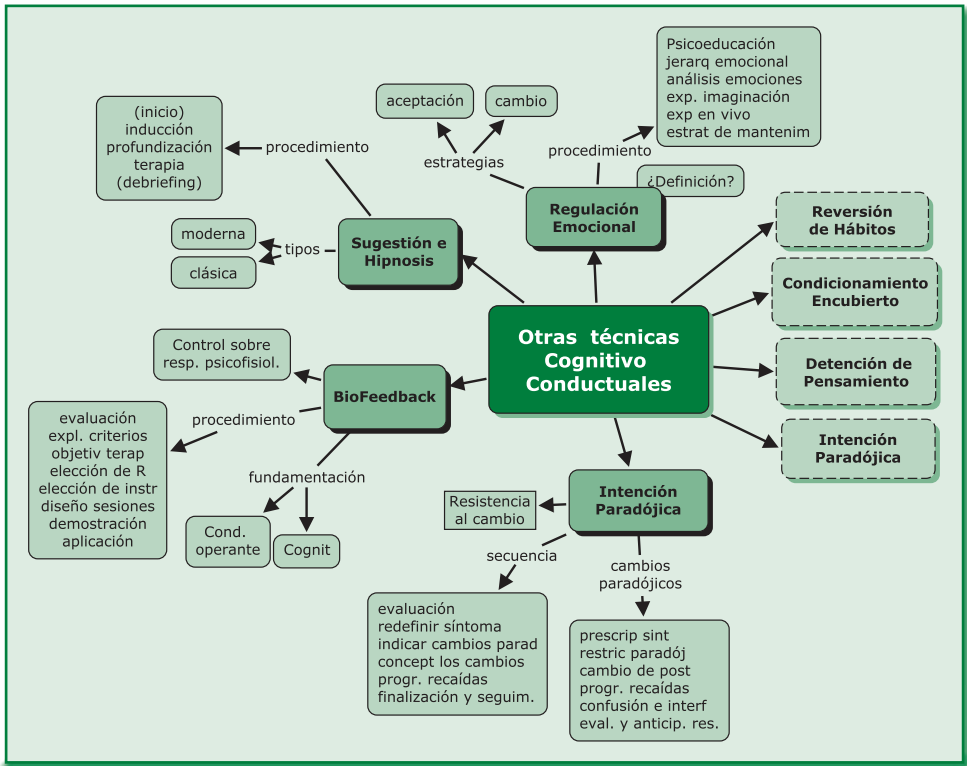 Psicoeducación
jerarq emocional
análisis emociones
exp. imaginación
exp en vivo
estrat de mantenim
aceptación
cambio
(inicio)
inducción
profundización
terapia
(debriefing)
procedimiento
estrategias
procedimiento
¿Definición?
Regulación
Emocional
Reversión
de Hábitos
moderna
tipos
clásica
Sugestión e
Hipnosis
Condicionamiento
Encubierto
Otras técnicas
Cognitivo
Conductuales
Control sobre
resp. psicofisiol.
BioFeedback
Detención de
Pensamiento
evaluación
expl. criterios
objetiv terap
elección de R
elección de instr
diseño sesiones
demostración
aplicación
procedimiento
fundamentación
Intención
Paradójica
Cond.
operante
Cognit
Resistencia
al cambio
Intención
Paradójica
secuencia
cambios
paradójicos
evaluación
redefinir síntoma
indicar cambios parad
concept los cambios
progr. recaídas
finalización y seguim.
prescrip sint
restric paradój
cambio de post
progr. recaídas
confusión e interf
eval. y anticip. res.